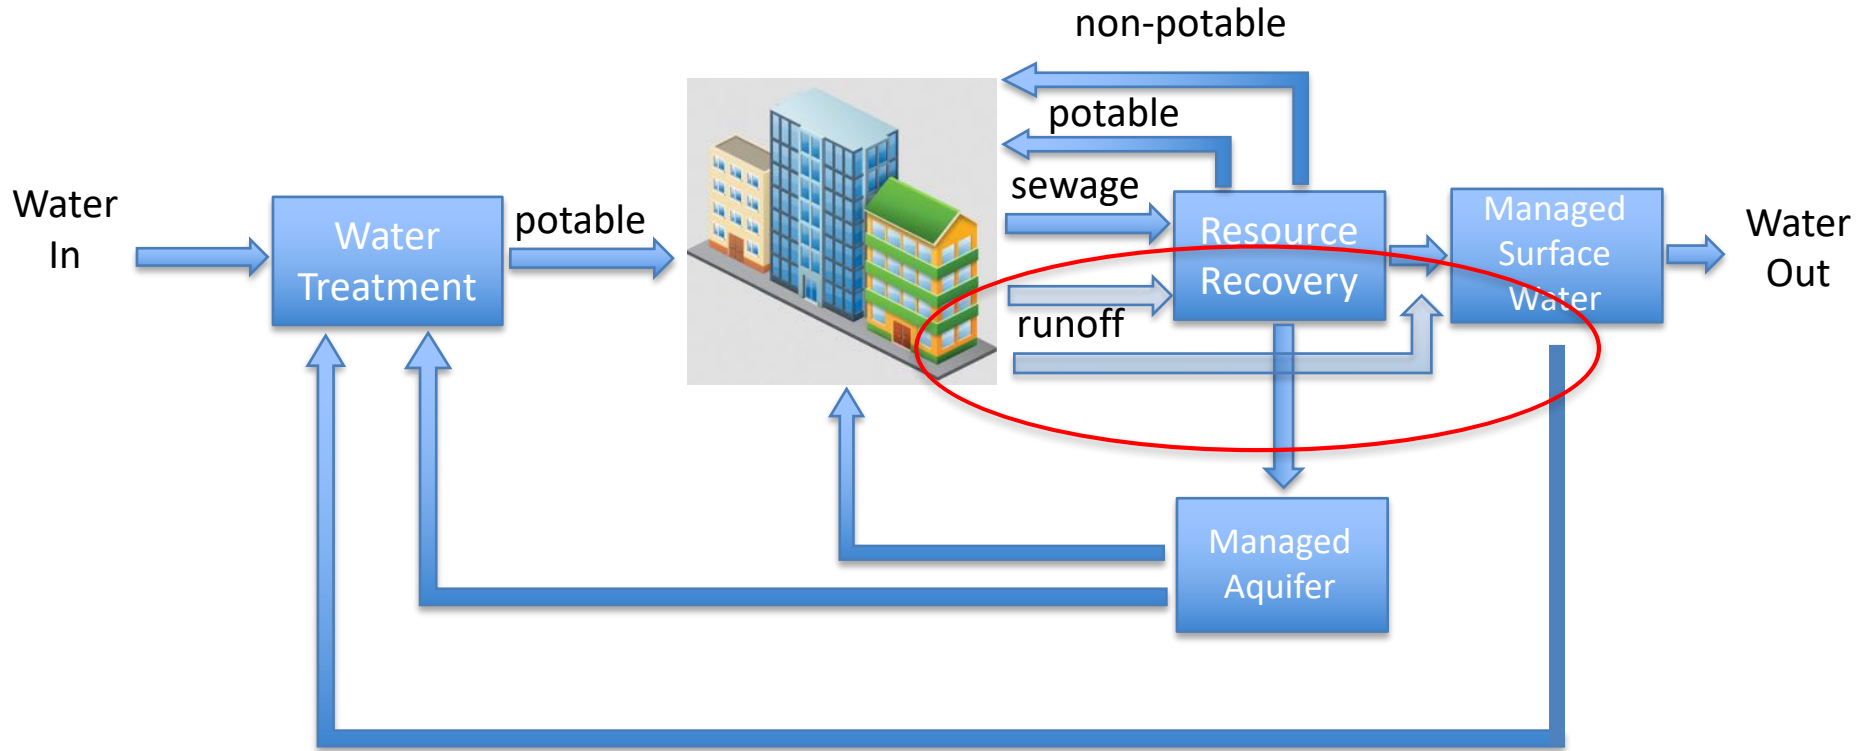 non-potable
potable
sewage
Water
In
Water
Treatment
potable
Resource
Recovery
Managed
Surface
Water
Water
Out
runoff
Managed
Aquifer